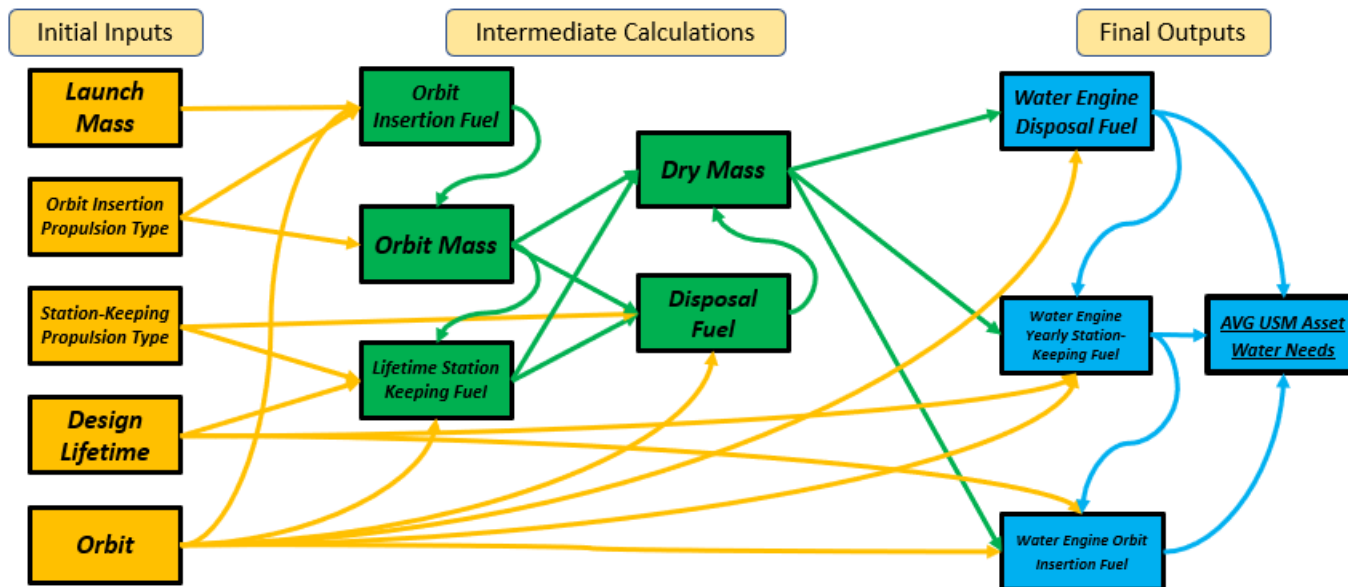 Initial Inputs
Intermediate Calculations
Final Outputs
Launch
Mass
Orbit Insertion
Propulsion Type
Station-Keeping
Propulsion Type
Design
Lifetime
Orbit
Orbit
Insertion Fuel
Orbit Mass
Lifetime Station
Keeping Fuel
Dry Mass
Disposal
Fuel
Water Engine
Disposal Fuel
Water Engine
Yearly Station-
Keeping Fuel
Water Engine Orbit
Insertion Fuel
AVG USM Asset
Water Needs